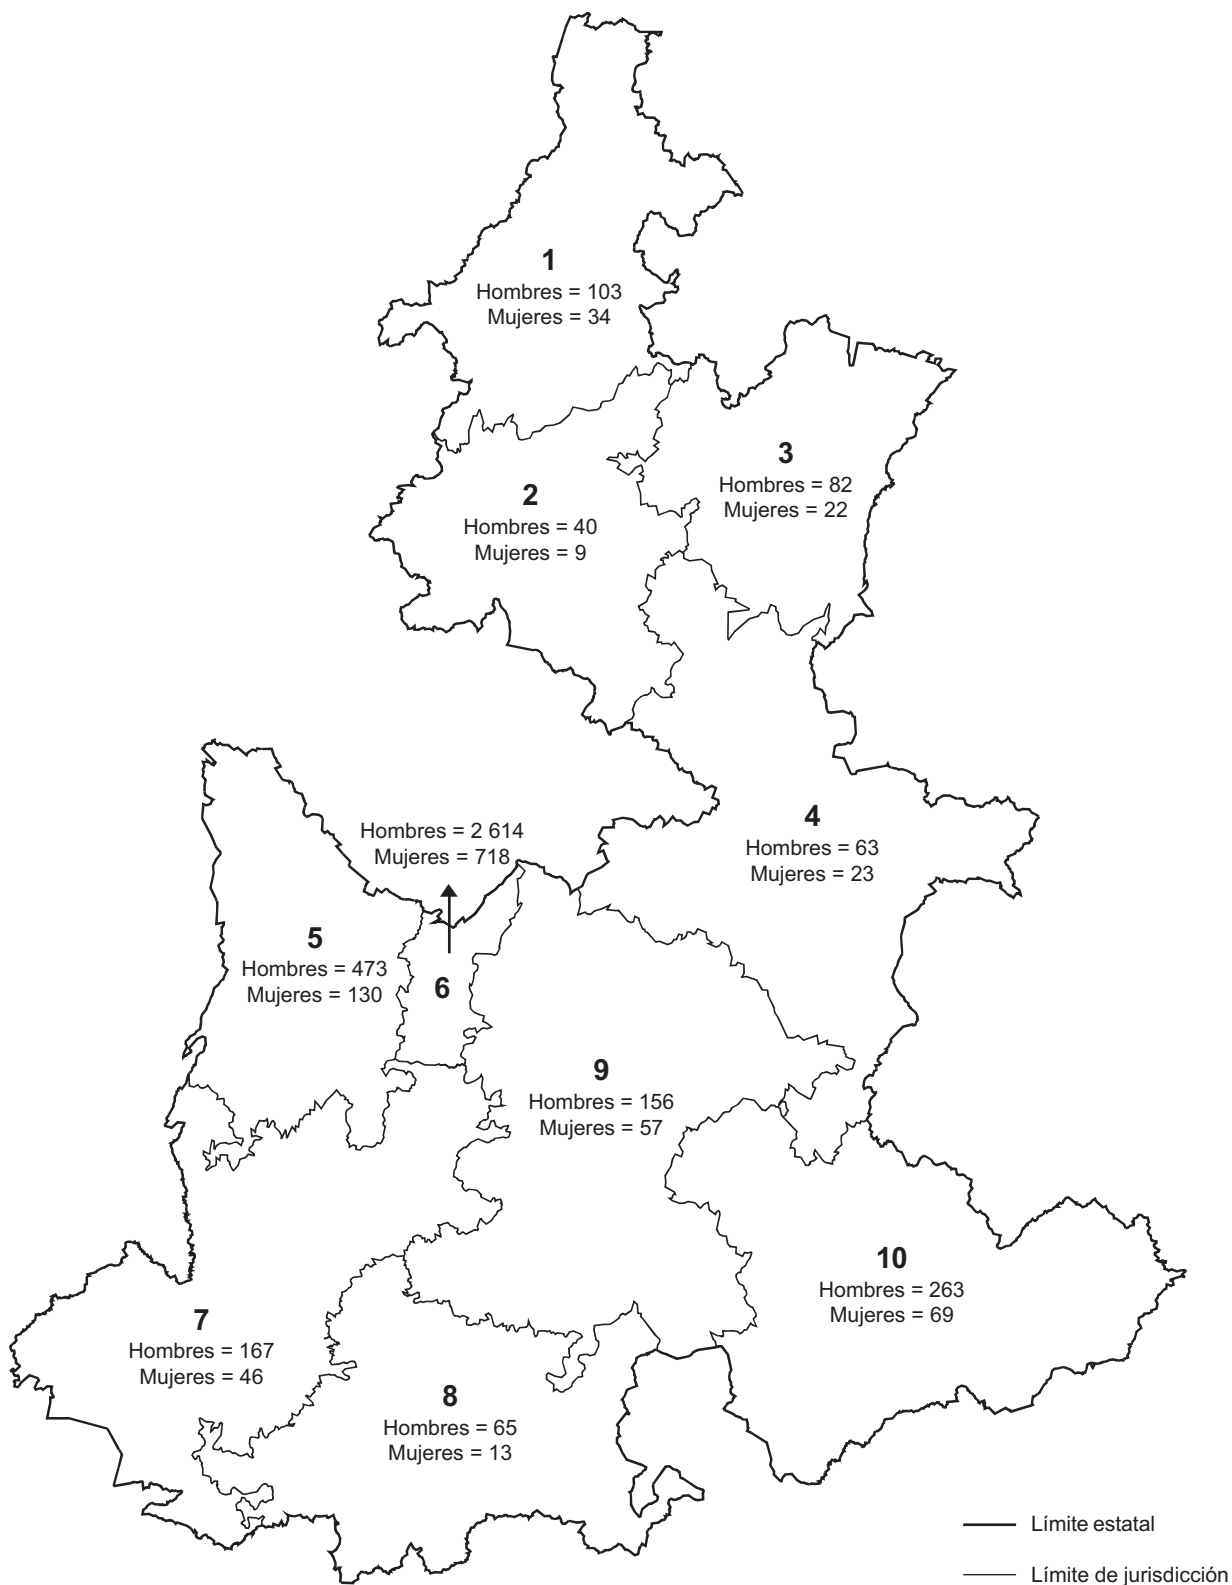 1
Hombres = 103
Mujeres = 34
3
Hombres = 82
Mujeres = 22
2
Hombres = 40
Mujeres = 9
4
Hombres = 63
Mujeres = 23
Hombres = 2 614
Mujeres = 718
5
Hombres = 473
Mujeres = 130
6
9
Hombres = 156
Mujeres = 57
10
Hombres = 263
Mujeres = 69
7
Hombres = 167
Mujeres = 46
8
Hombres = 65
Mujeres = 13
Límite estatal
Límite de jurisdicción